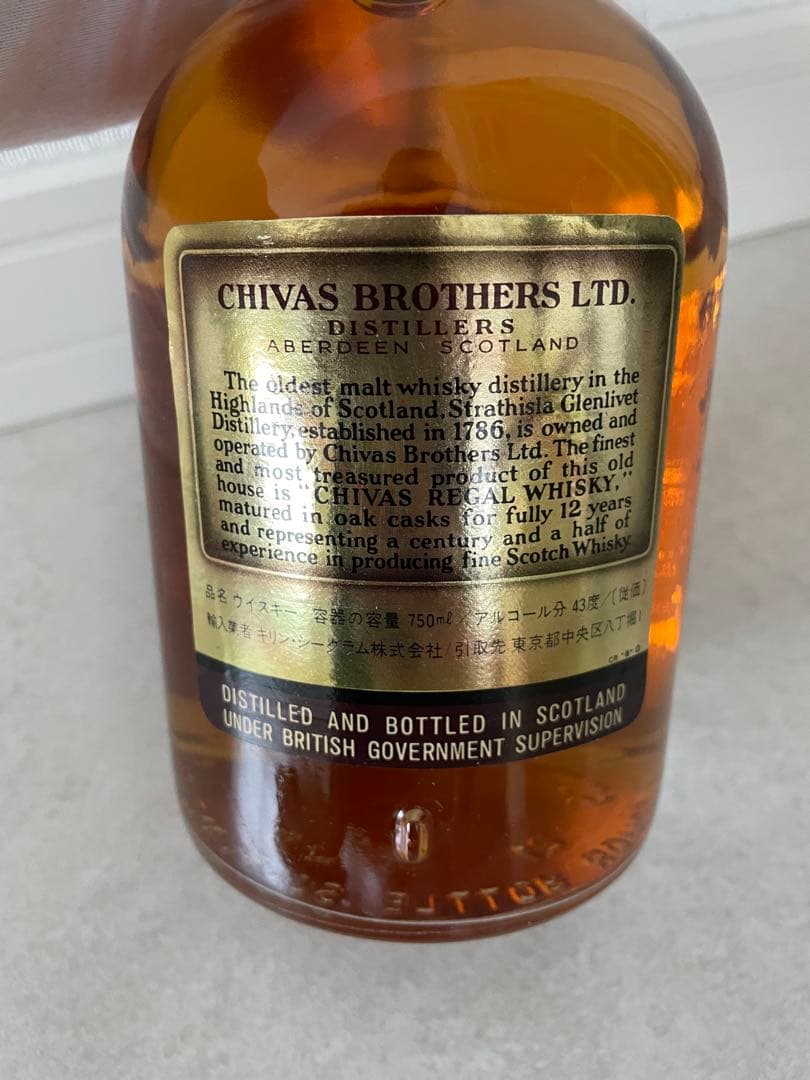 CHIVAS BROTHERS LTD.
DISTILLERS
ABERDEEN SCOTLAND
The oldest malt whisky distillery in the
Highlands of Scotland, Strathisla Glenlivet
Distillery, established in 1786, is owned and
operated by Chivas Brothers Ltd. The finest
and most treasured product of this old
house is "CHIVAS REGAL WHISKY,"
matured in oak casks for fully 12 years
and representing a century and a half of
experience in producing fine Scotch Whisky
品名 ウイスキー/容器の容量 750mℓ/アルコール分 43度/〔従価〕
輸入業者 キリン・シーグラム株式会社/引取先 東京都中央区八丁堀1
DISTILLED AND BOTTLED IN SCOTLAND
UNDER BRITISH GOVERNMENT SUPERVISION